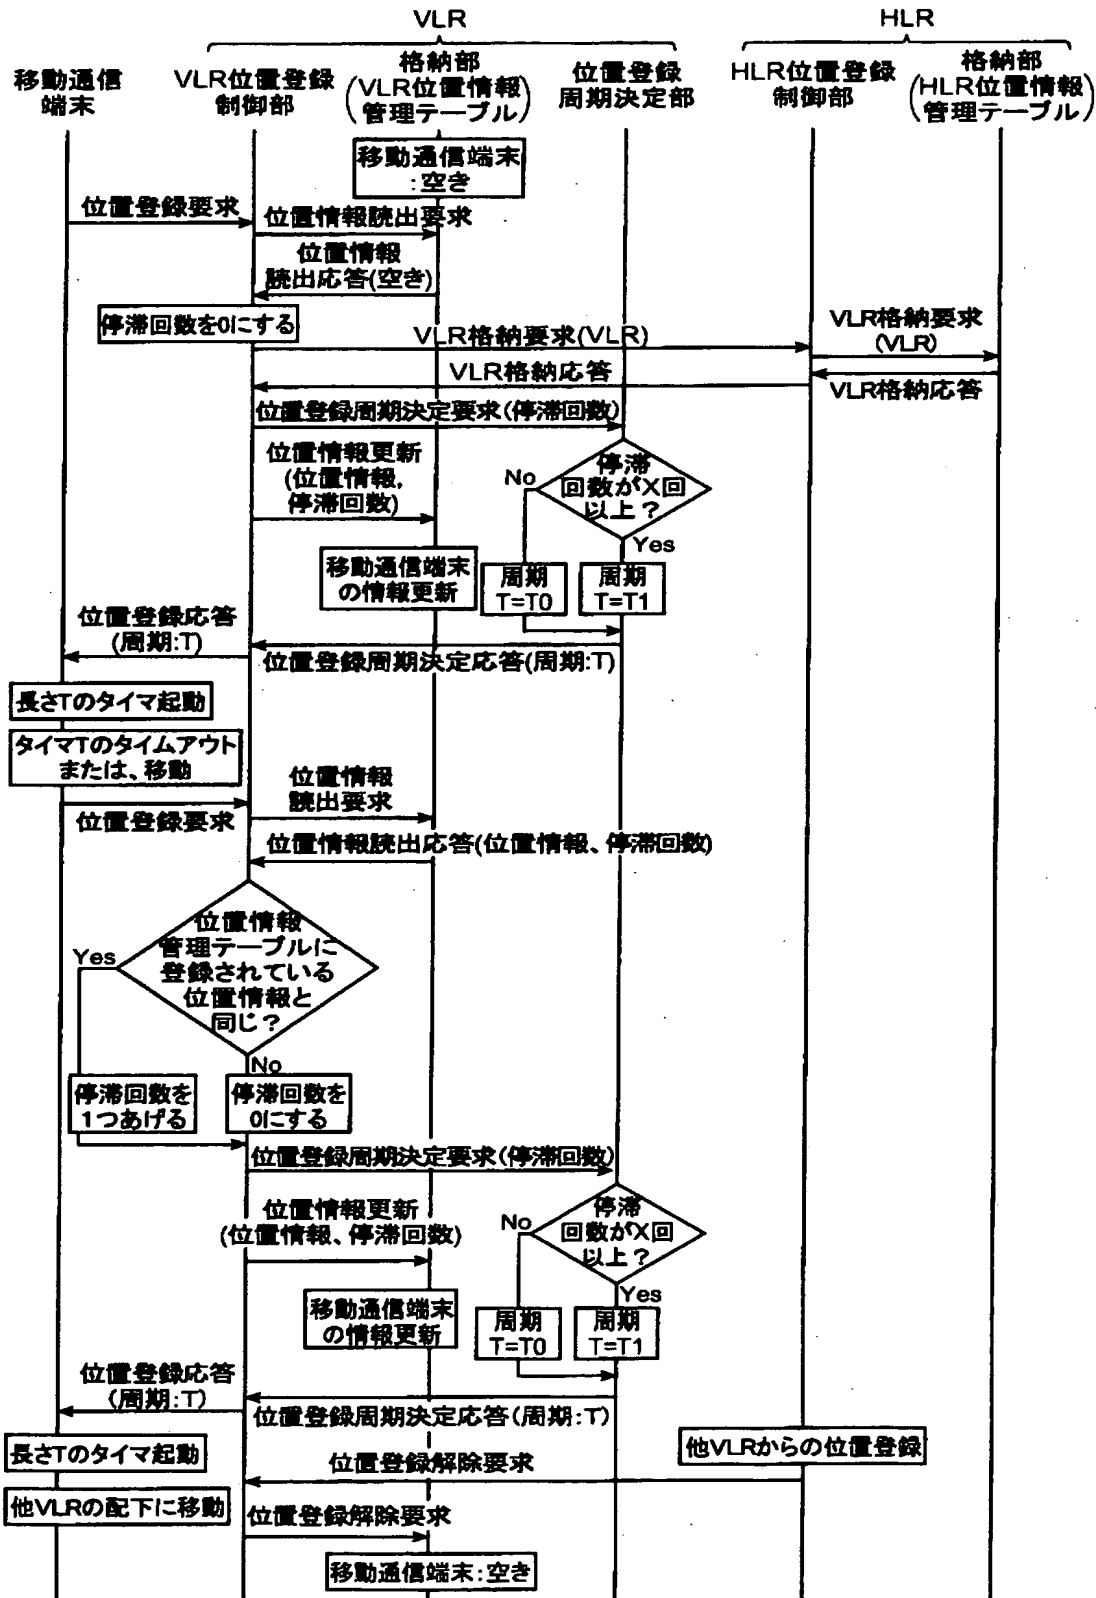 VLR
HLR
移動通信
端末
VLR位置登録
制御部
格納部
(VLR位置情報
管理テーブル)
位置登録
周期決定部
HLR位置登録
制御部
格納部
(HLR位置情報
管理テーブル)
移動通信端末
:空き
位置登録要求
位置情報読出要求
位置情報
読出応答(空き)
停滞回数を0にする
VLR格納要求(VLR)
VLR格納要求
(VLR)
VLR格納応答
VLR格納応答
位置登録周期決定要求(停滞回数)
位置情報更新
(位置情報,
停滞回数)
停滞
回数がX回
以上?
No
Yes
移動通信端末
の情報更新
周期
T=T0
周期
T=T1
位置登録応答
(周期:T)
位置登録周期決定応答(周期:T)
長さTのタイマ起動
タイマTのタイムアウト
または、移動
位置登録要求
位置情報
読出要求
位置情報読出応答(位置情報、停滞回数)
位置情報
管理テーブルに
登録されている
位置情報と
同じ?
Yes
No
停滞回数を
1つあげる
停滞回数を
0にする
位置登録周期決定要求(停滞回数)
位置情報更新
(位置情報、停滞回数)
停滞
回数がX回
以上?
No
Yes
移動通信端末
の情報更新
周期
T=T0
周期
T=T1
位置登録応答
(周期:T)
位置登録周期決定応答(周期:T)
長さTのタイマ起動
他VLRからの位置登録
位置登録解除要求
他VLRの配下に移動
位置登録解除要求
移動通信端末:空き